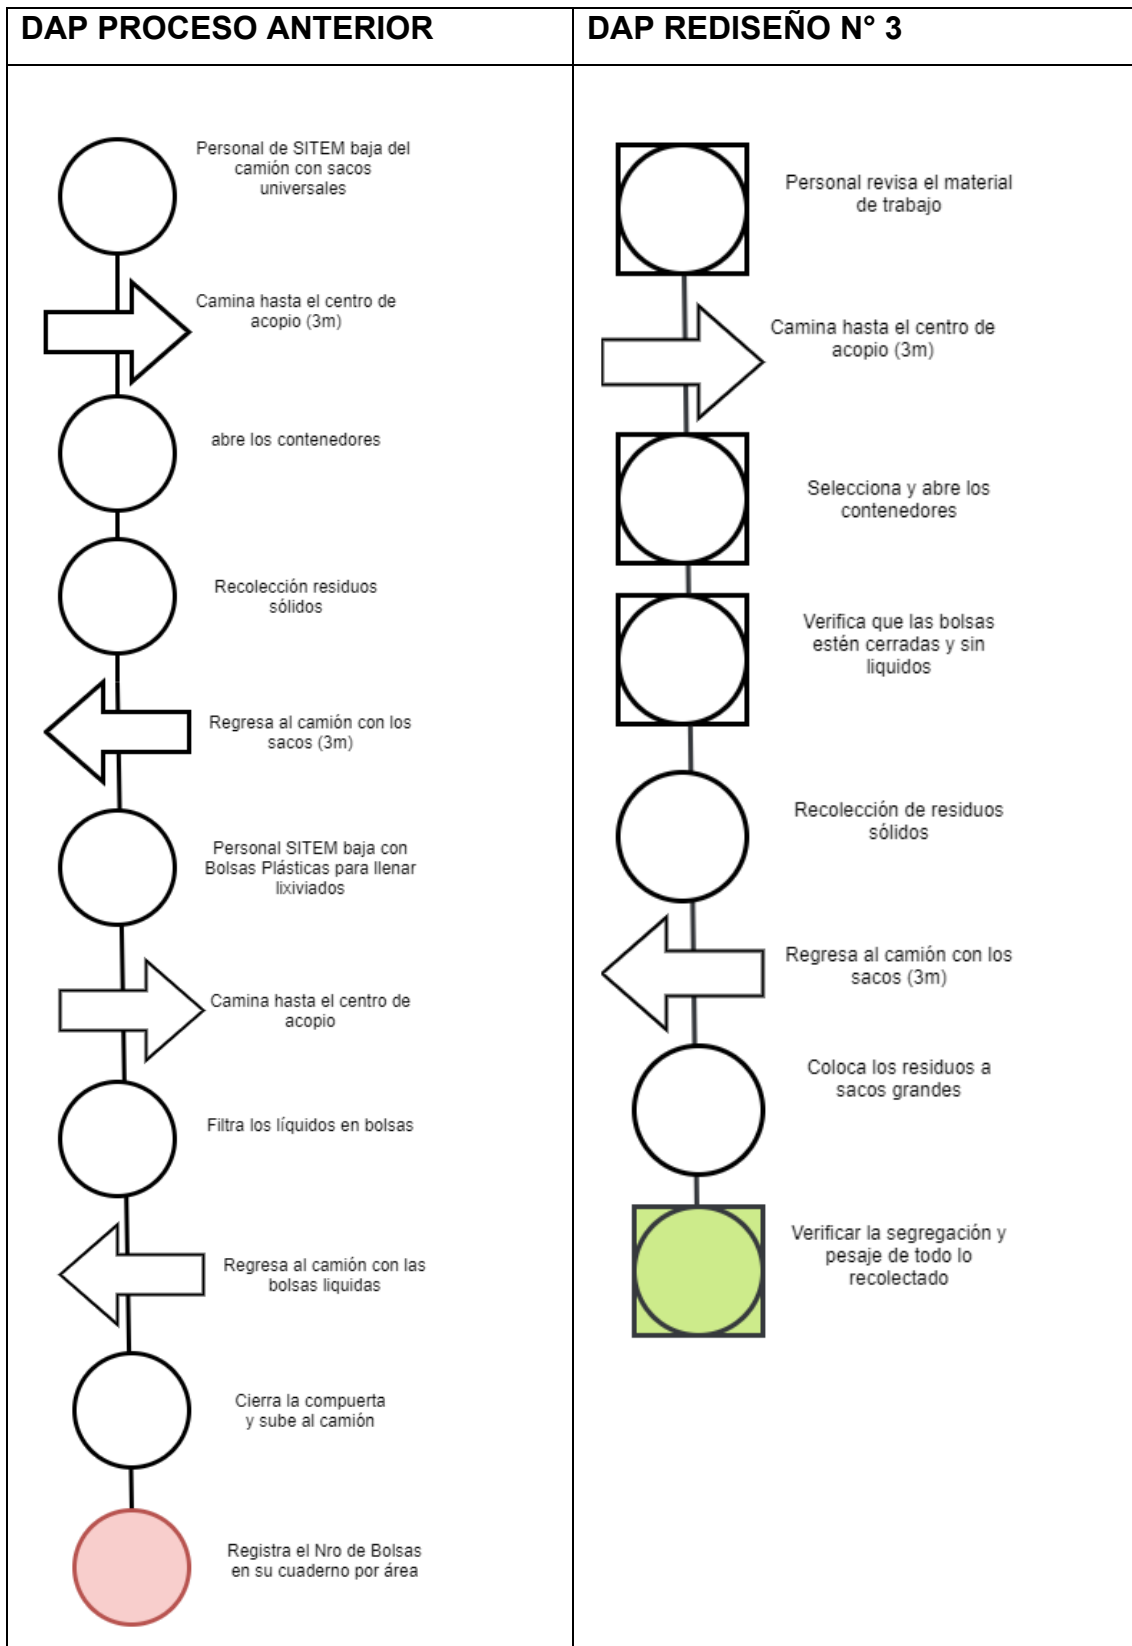 DAP PROCESO ANTERIOR
DAP REDISEÑO N° 3
Personal de SITEM baja del
camión con sacos
universales
Camina hasta el centro de
acopio (3m)
abre los contenedores
Recolección residuos
sólidos
Regresa al camión con los
sacos (3m)
Personal SITEM baja con
Bolsas Plásticas para llenar
lixiviados
Camina hasta el centro de
acopio
Filtra los líquidos en bolsas
Regresa al camión con las
bolsas liquidas
Cierra la compuerta
y sube al camión
Registra el Nro de Bolsas
en su cuaderno por área
Personal revisa el material
de trabajo
Camina hasta el centro de
acopio (3m)
Selecciona y abre los
contenedores
Verifica que las bolsas
estén cerradas y sin
liquidos
Recolección de residuos
sólidos
Regresa al camión con los
sacos (3m)
Coloca los residuos a
sacos grandes
Verificar la segregación y
pesaje de todo lo
recolectado